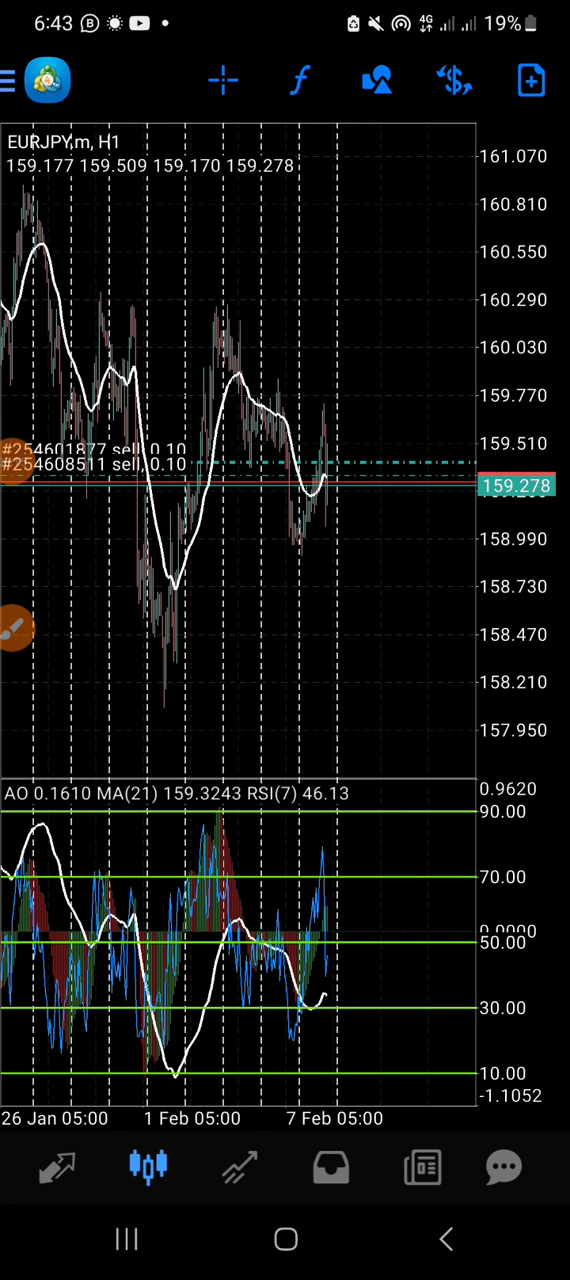 6:43
4G
19%
EURJPY.m, H1
159.177 159.509 159.170 159.278
161.070
160.810
160.550
160.290
160.030
159.770
159.510
#254601877 sell 0.10
#254608511 sell 0.10
159.278
158.990
158.730
158.470
158.210
157.950
AO 0.1610 MA(21) 159.3243 RSI(7) 46.13
0.9620
90.00
70.00
0.0000
50.00
30.00
10.00
-1.1052
26 Jan 05:00
1 Feb 05:00
7 Feb 05:00